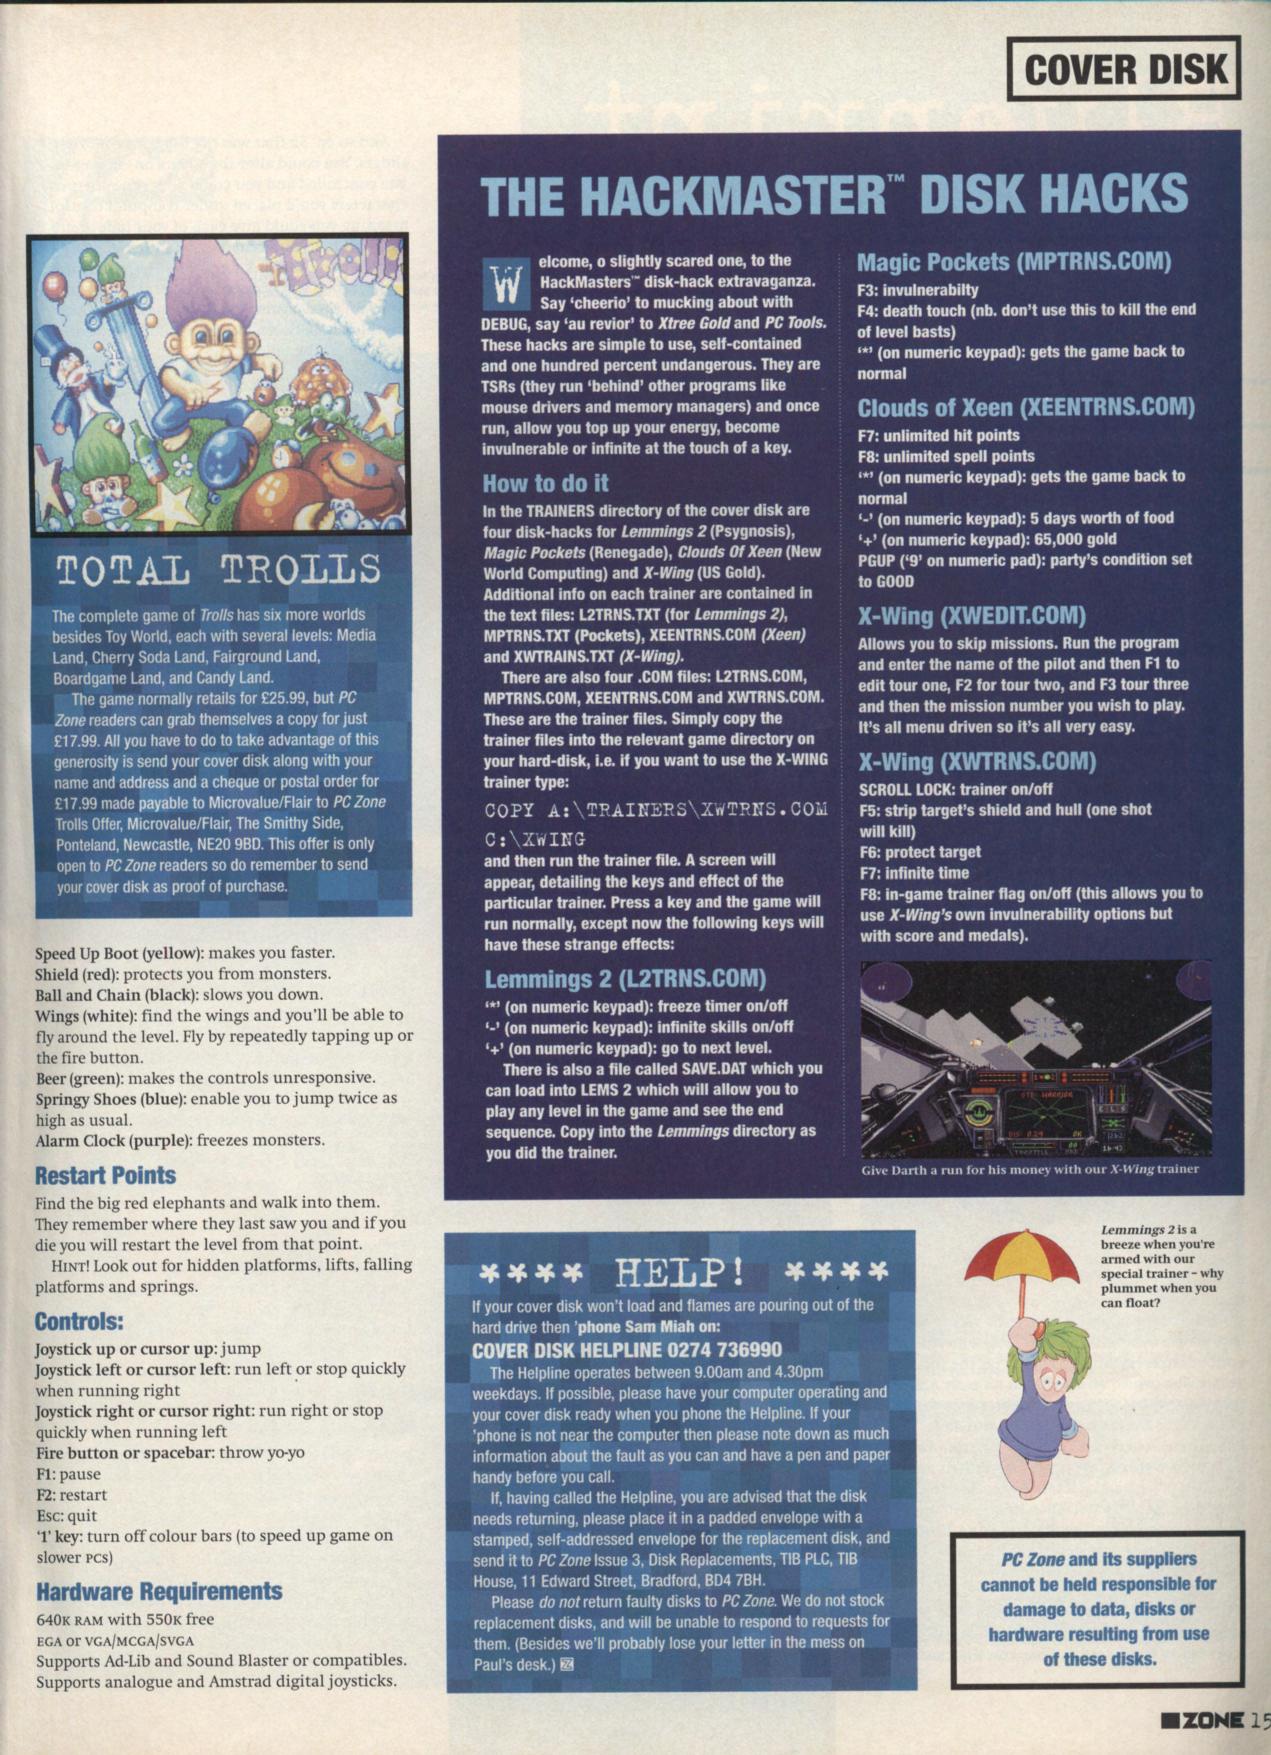 COVER DISK
TOTAL TROLLS
The complete game of Trolls has six more worlds
besides Toy World, each with several levels: Media
Land, Cherry Soda Land, Fairground Land,
Boardgame Land, and Candy Land.
The game normally retails for £25.99, but PC
Zone readers can grab themselves a copy for just
£17.99. All you have to do to take advantage of this
generosity is send your cover disk along with your
name and address and a cheque or postal order for
£17.99 made payable to Microvalue/Flair to PC Zone
Trolls Offer, Microvalue/Flair, The Smithy Side,
Ponteland, Newcastle, NE20 9BD. This offer is only
open to PC Zone readers so do remember to send
your cover disk as proof of purchase.
Speed Up Boot (yellow): makes you faster.
Shield (red): protects you from monsters.
Ball and Chain (black): slows you down.
Wings (white): find the wings and you'll be able to
fly around the level. Fly by repeatedly tapping up or
the fire button.
Beer (green): makes the controls unresponsive.
Springy Shoes (blue): enable you to jump twice as
high as usual.
Alarm Clock (purple): freezes monsters.
Restart Points
Find the big red elephants and walk into them.
They remember where they last saw you and if you
die you will restart the level from that point.
HINT! Look out for hidden platforms, lifts, falling
platforms and springs.
Controls:
Joystick up or cursor up: jump
Joystick left or cursor left: run left or stop quickly
when running right
Joystick right or cursor right: run right or stop
quickly when running left
Fire button or spacebar: throw yo-yo
F1: pause
F2: restart
Esc: quit
'1' key: turn off colour bars (to speed up game on
slower PCs)
Hardware Requirements
640K RAM with 550K free
EGA or VGA/MCGA/SVGA
Supports Ad-Lib and Sound Blaster or compatibles.
Supports analogue and Amstrad digital joysticks.
THE HACKMASTER™ DISK HACKS
Welcome, o slightly scared one, to the
HackMasters™ disk-hack extravaganza.
Say 'cheerio' to mucking about with
DEBUG, say 'au revior' to Xtree Gold and PC Tools.
These hacks are simple to use, self-contained
and one hundred percent undangerous. They are
TSRs (they run 'behind' other programs like
mouse drivers and memory managers) and once
run, allow you top up your energy, become
invulnerable or infinite at the touch of a key.
How to do it
In the TRAINERS directory of the cover disk are
four disk-hacks for Lemmings 2 (Psygnosis),
Magic Pockets (Renegade), Clouds Of Xeen (New
World Computing) and X-Wing (US Gold).
Additional info on each trainer are contained in
the text files: L2TRNS.TXT (for Lemmings 2),
MPTRNS.TXT (Pockets), XEENTRNS.COM (Xeen)
and XWTRAINS.TXT (X-Wing).
There are also four .COM files: L2TRNS.COM,
MPTRNS.COM, XEENTRNS.COM and XWTRNS.COM.
These are the trainer files. Simply copy the
trainer files into the relevant game directory on
your hard-disk, i.e. if you want to use the X-WING
trainer type:
COPY A:\TRAINERS\XWTRNS.COM
C:\XWING
and then run the trainer file. A screen will
appear, detailing the keys and effect of the
particular trainer. Press a key and the game will
run normally, except now the following keys will
have these strange effects:
Lemmings 2 (L2TRNS.COM)
'*' (on numeric keypad): freeze timer on/off
'-' (on numeric keypad): infinite skills on/off
'+' (on numeric keypad): go to next level.
There is also a file called SAVE.DAT which you
can load into LEMS 2 which will allow you to
play any level in the game and see the end
sequence. Copy into the Lemmings directory as
you did the trainer.
Magic Pockets (MPTRNS.COM)
F3: invulnerabilty
F4: death touch (nb. don't use this to kill the end
of level basts)
'*' (on numeric keypad): gets the game back to
normal
Clouds of Xeen (XEENTRNS.COM)
F7: unlimited hit points
F8: unlimited spell points
'*' (on numeric keypad): gets the game back to
normal
'-' (on numeric keypad): 5 days worth of food
'+' (on numeric keypad): 65,000 gold
PGUP ('9' on numeric pad): party's condition set
to GOOD
X-Wing (XWEDIT.COM)
Allows you to skip missions. Run the program
and enter the name of the pilot and then F1 to
edit tour one, F2 for tour two, and F3 tour three
and then the mission number you wish to play.
It's all menu driven so it's all very easy.
X-Wing (XWTRNS.COM)
SCROLL LOCK: trainer on/off
F5: strip target's shield and hull (one shot
will kill)
F6: protect target
F7: infinite time
F8: in-game trainer flag on/off (this allows you to
use X-Wing's own invulnerability options but
with score and medals).
Give Darth a run for his money with our X-Wing trainer
**** HELP! ****
If your cover disk won't load and flames are pouring out of the
hard drive then 'phone Sam Miah on:
COVER DISK HELPLINE 0274 736990
The Helpline operates between 9.00am and 4.30pm
weekdays. If possible, please have your computer operating and
your cover disk ready when you phone the Helpline. If your
'phone is not near the computer then please note down as much
information about the fault as you can and have a pen and paper
handy before you call.
If, having called the Helpline, you are advised that the disk
needs returning, please place it in a padded envelope with a
stamped, self-addressed envelope for the replacement disk, and
send it to PC Zone Issue 3, Disk Replacements, TIB PLC, TIB
House, 11 Edward Street, Bradford, BD4 7BH.
Please do not return faulty disks to PC Zone. We do not stock
replacement disks, and will be unable to respond to requests for
them. (Besides we'll probably lose your letter in the mess on
Paul's desk.)
Lemmings 2 is a
breeze when you're
armed with our
special trainer – why
plummet when you
can float?
PC Zone and its suppliers
cannot be held responsible for
damage to data, disks or
hardware resulting from use
of these disks.
ZONE 15